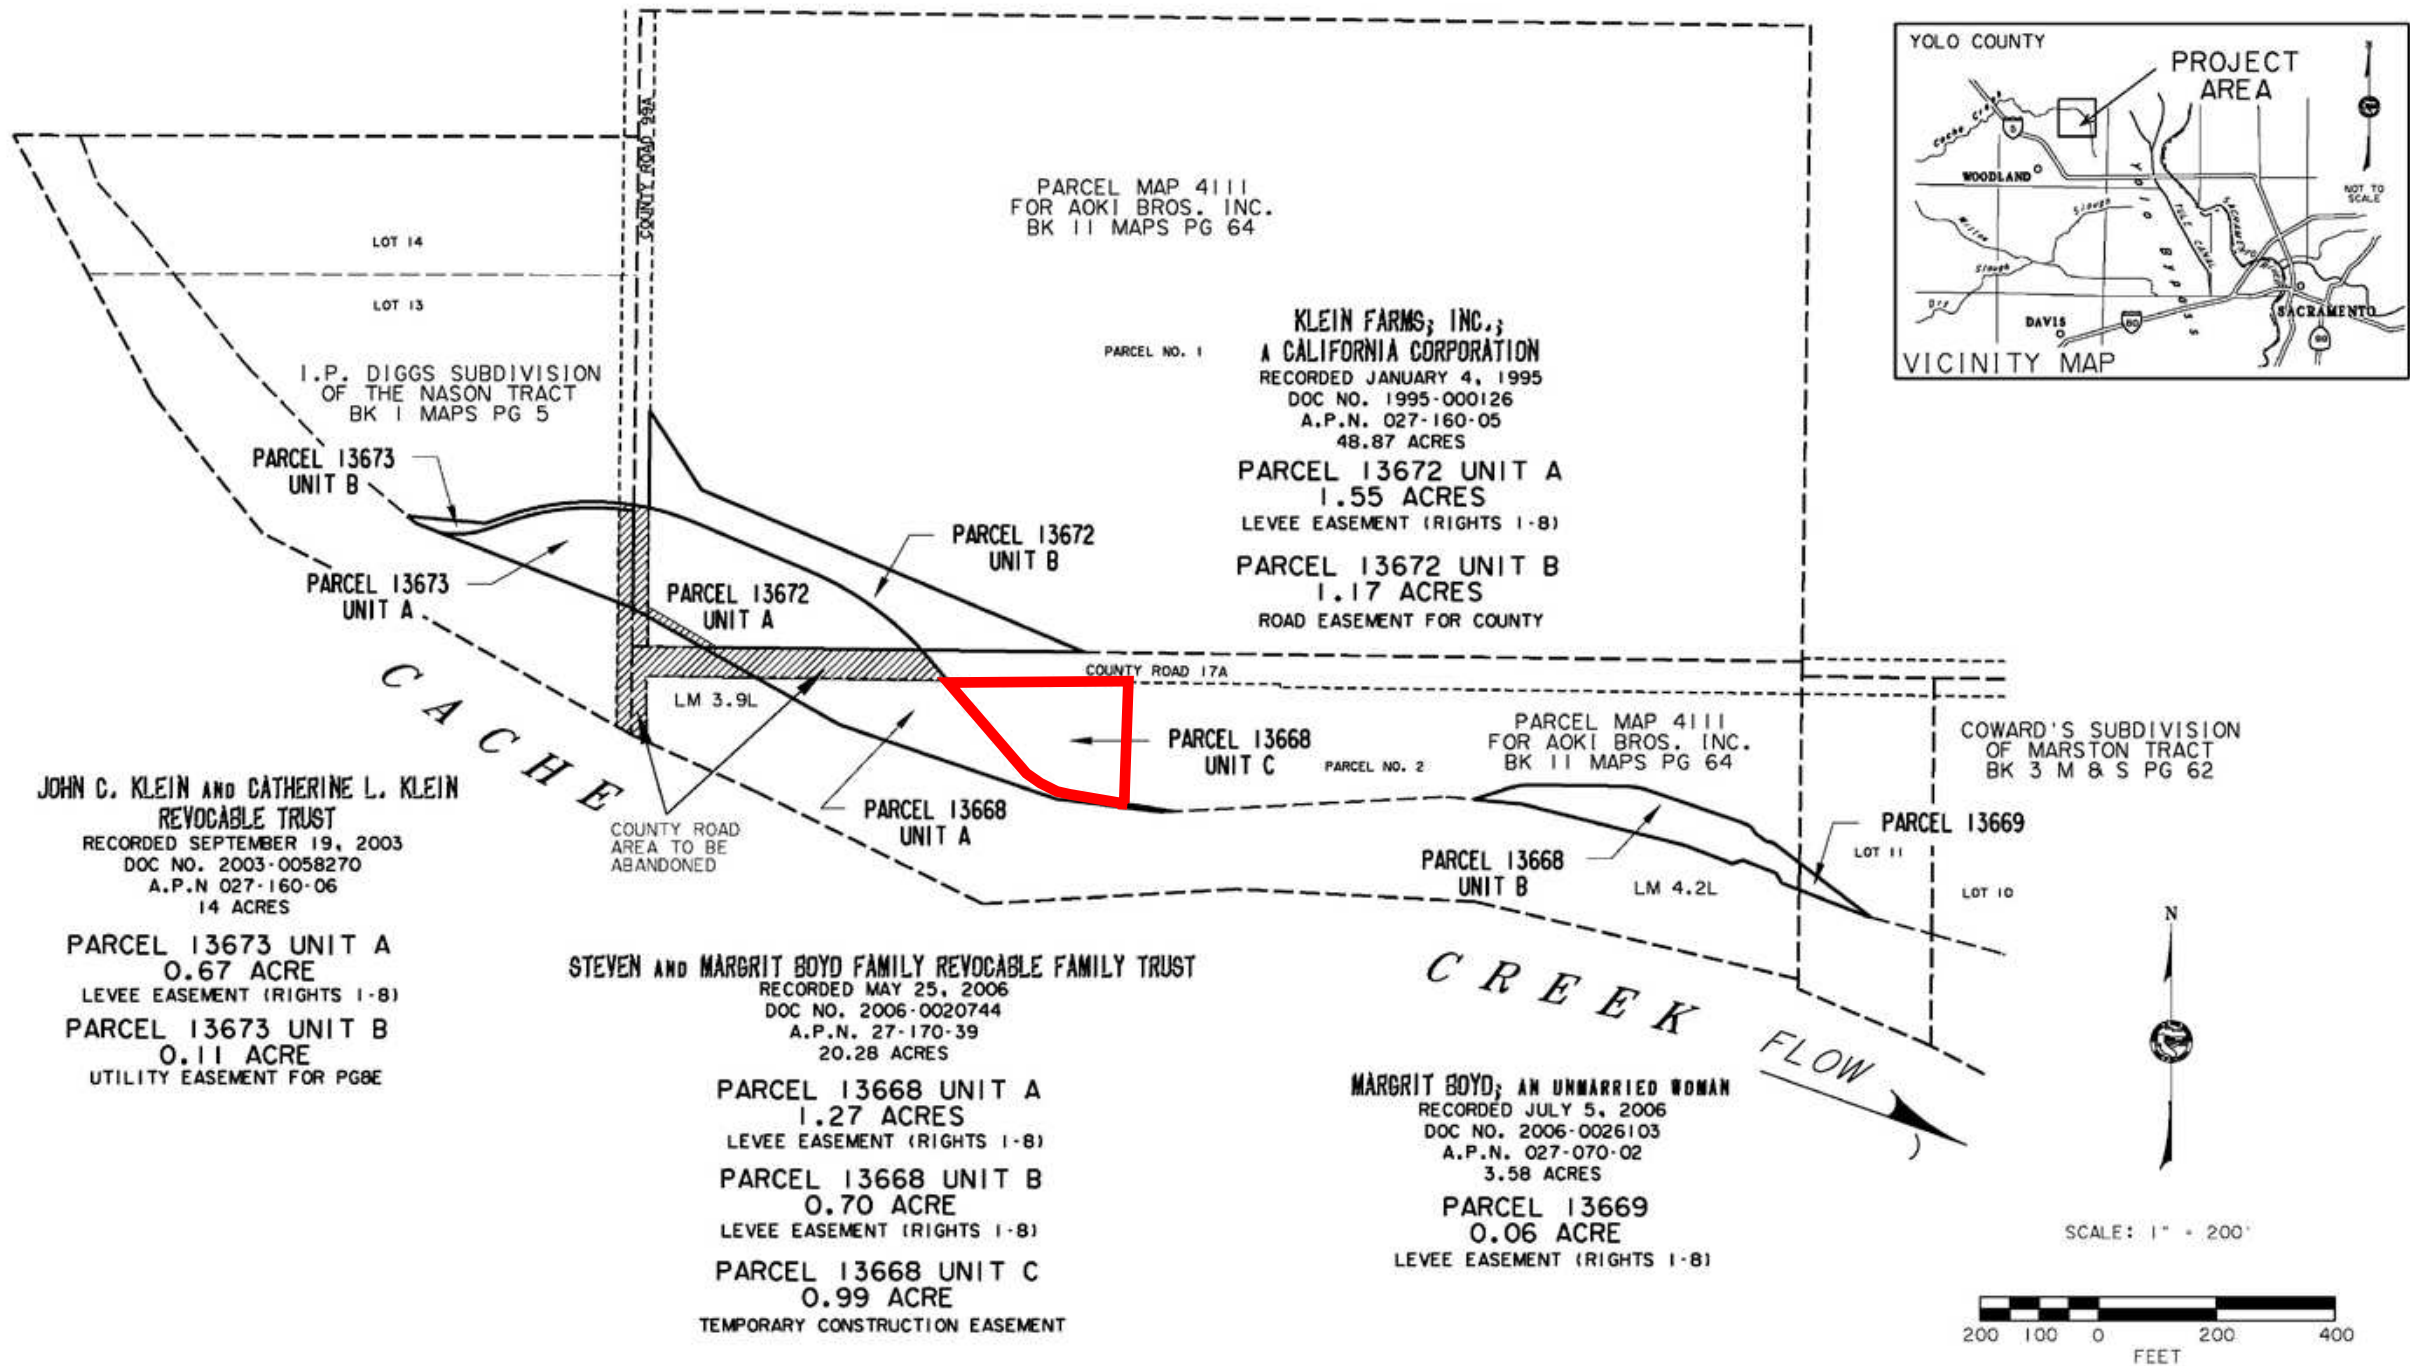 YOLO COUNTY
PROJECT
AREA
Cache Creek
5
WOODLAND
NOT TO
SCALE
Yolo Bypass
TULE CANAL
SACRAMENTO RIVER
Willow
Slough
Slough
Dry
DAVIS
80
SACRAMENTO
VICINITY MAP
COUNTY ROAD 99A
PARCEL MAP 4111
FOR AOKI BROS. INC.
BK 11 MAPS PG 64
LOT 14
LOT 13
I.P. DIGGS SUBDIVISION
OF THE NASON TRACT
BK 1 MAPS PG 5
PARCEL NO. 1
KLEIN FARMS, INC.,
A CALIFORNIA CORPORATION
RECORDED JANUARY 4, 1995
DOC NO. 1995-000126
A.P.N. 027-160-05
48.87 ACRES
PARCEL 13672 UNIT A
1.55 ACRES
LEVEE EASEMENT (RIGHTS 1-8)
PARCEL 13672 UNIT B
1.17 ACRES
ROAD EASEMENT FOR COUNTY
PARCEL 13673
UNIT B
PARCEL 13672
UNIT B
PARCEL 13673
UNIT A
PARCEL 13672
UNIT A
COUNTY ROAD 17A
LM 3.9L
PARCEL 13668
UNIT C
PARCEL NO. 2
PARCEL MAP 4111
FOR AOKI BROS. INC.
BK 11 MAPS PG 64
COWARD'S SUBDIVISION
OF MARSTON TRACT
BK 3 M & S PG 62
CACHE
COUNTY ROAD
AREA TO BE
ABANDONED
PARCEL 13668
UNIT A
PARCEL 13669
LOT 11
PARCEL 13668
UNIT B
LM 4.2L
LOT 10
JOHN C. KLEIN AND CATHERINE L. KLEIN
REVOCABLE TRUST
RECORDED SEPTEMBER 19, 2003
DOC NO. 2003-0058270
A.P.N 027-160-06
14 ACRES
PARCEL 13673 UNIT A
0.67 ACRE
LEVEE EASEMENT (RIGHTS 1-8)
PARCEL 13673 UNIT B
0.11 ACRE
UTILITY EASEMENT FOR PG&E
STEVEN AND MARGRIT BOYD FAMILY REVOCABLE FAMILY TRUST
RECORDED MAY 25, 2006
DOC NO. 2006-0020744
A.P.N. 27-170-39
20.28 ACRES
PARCEL 13668 UNIT A
1.27 ACRES
LEVEE EASEMENT (RIGHTS 1-8)
PARCEL 13668 UNIT B
0.70 ACRE
LEVEE EASEMENT (RIGHTS 1-8)
PARCEL 13668 UNIT C
0.99 ACRE
TEMPORARY CONSTRUCTION EASEMENT
CREEK
FLOW
MARGRIT BOYD, AN UNMARRIED WOMAN
RECORDED JULY 5, 2006
DOC NO. 2006-0026103
A.P.N. 027-070-02
3.58 ACRES
PARCEL 13669
0.06 ACRE
LEVEE EASEMENT (RIGHTS 1-8)
N
SCALE: 1" = 200'
200 100 0 200 400
FEET